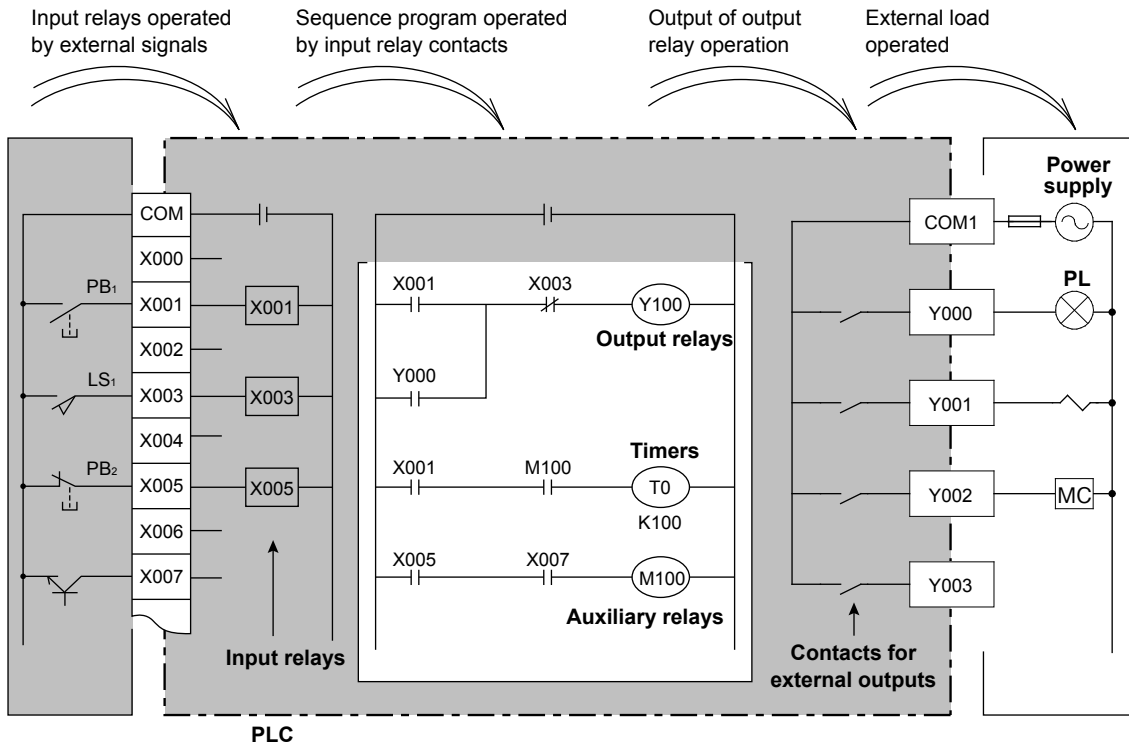 Input relays operated
by external signals
Sequence program operated
by input relay contacts
Output of output
relay operation
External load
operated
COM
X000
PB1
X001
X001
X002
LS1
X003
X003
X004
PB2
X005
X005
X006
X007
Input relays
X001
X003
Y100
Output relays
Y000
Timers
X001
M100
T0
K100
X005
X007
M100
Auxiliary relays
Power
supply
COM1
PL
Y000
Y001
Y002
MC
Y003
Contacts for
external outputs
PLC